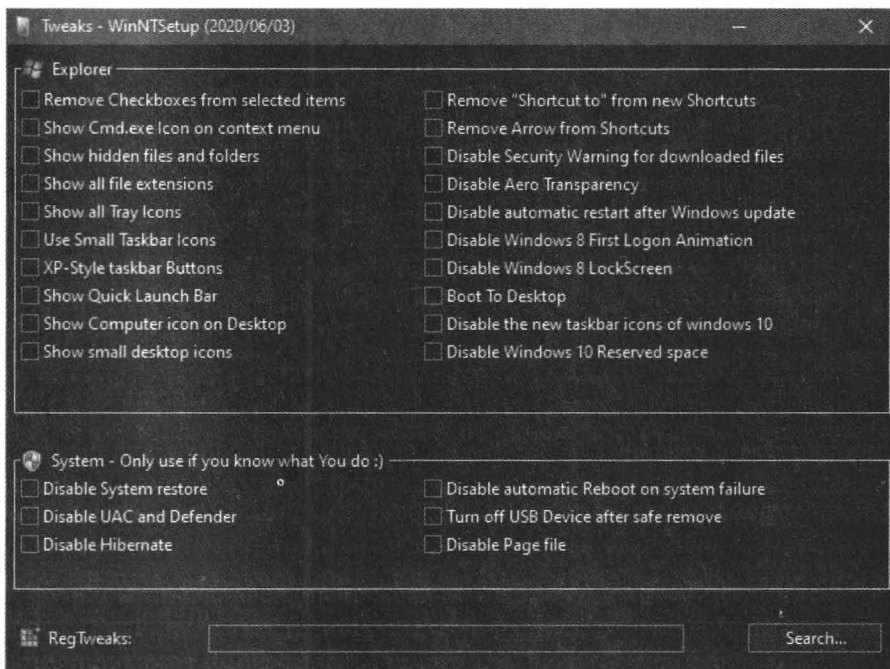 Tweaks - WinNTSetup (2020/06/03)
Explorer
Remove Checkboxes from selected items
Show Cmd.exe Icon on context menu
Show hidden files and folders
Show all file extensions
Show all Tray Icons
Use Small Taskbar Icons
XP-Style taskbar Buttons
Show Quick Launch Bar
Show Computer icon on Desktop
Show small desktop icons
Remove "Shortcut to" from new Shortcuts
Remove Arrow from Shortcuts
Disable Security Warning for downloaded files
Disable Aero Transparency
Disable automatic restart after Windows update
Disable Windows 8 First Logon Animation
Disable Windows 8 LockScreen
Boot To Desktop
Disable the new taskbar icons of windows 10
Disable Windows 10 Reserved space
System - Only use if you know what You do :)
Disable System restore
Disable UAC and Defender
Disable Hibernate
Disable automatic Reboot on system failure
Turn off USB Device after safe remove
Disable Page file
RegTweaks:
Search...